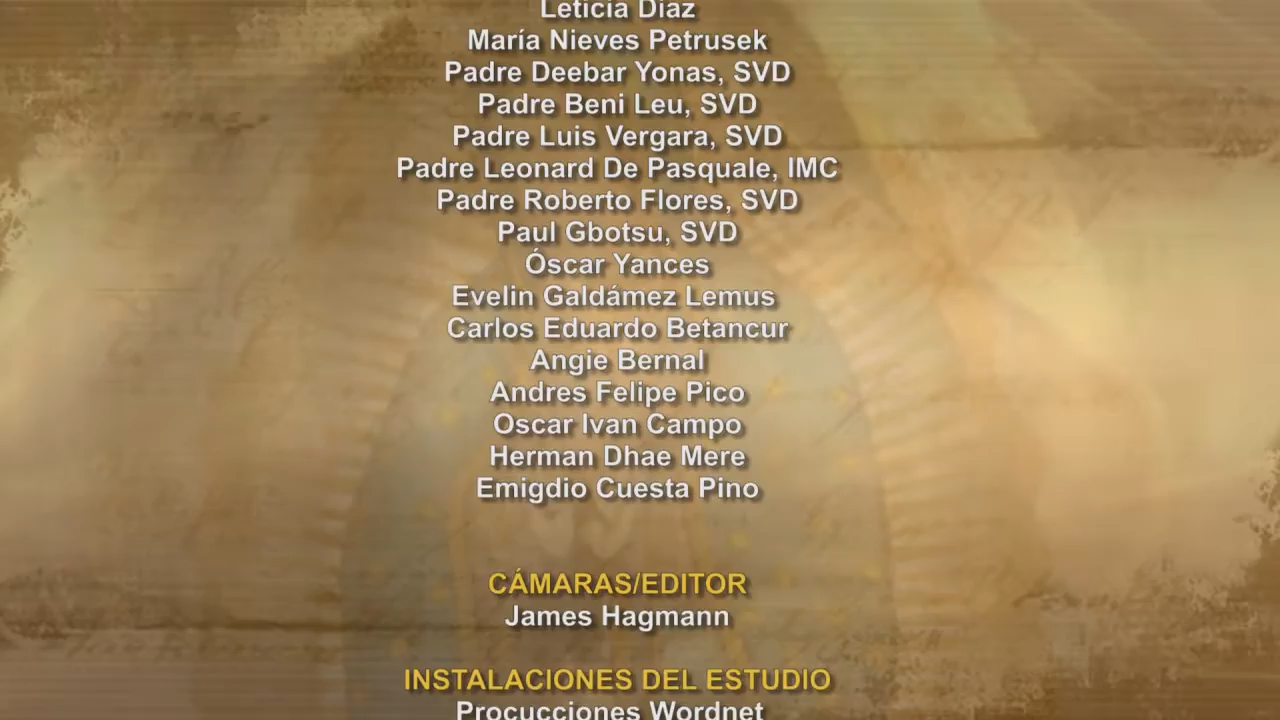 Leticia Díaz
María Nieves Petrusek
Padre Deebar Yonas, SVD
Padre Beni Leu, SVD
Padre Luis Vergara, SVD
Padre Leonard De Pasquale, IMC
Padre Roberto Flores, SVD
Paul Gbotsu, SVD
Óscar Yances
Evelin Galdámez Lemus
Carlos Eduardo Betancur
Angie Bernal
Andres Felipe Pico
Oscar Ivan Campo
Herman Dhae Mere
Emigdio Cuesta Pino
CÁMARAS/EDITOR
James Hagmann
INSTALACIONES DEL ESTUDIO
Procucciones Wordnet